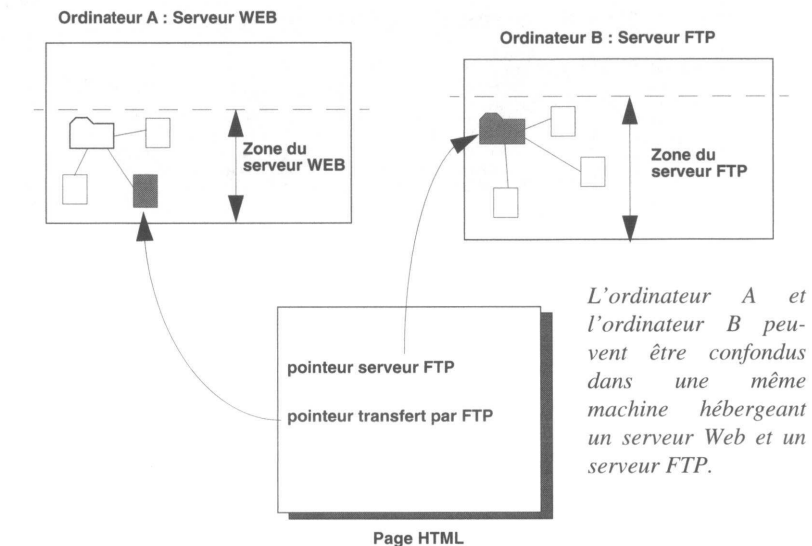 Ordinateur A : Serveur WEB
Ordinateur B : Serveur FTP
Zone du
serveur WEB
Zone du
serveur FTP
pointeur serveur FTP
pointeur transfert par FTP
Page HTML
L'ordinateur A et
l'ordinateur B peu-
vent être confondus
dans une même
machine hébergeant
un serveur Web et un
serveur FTP.